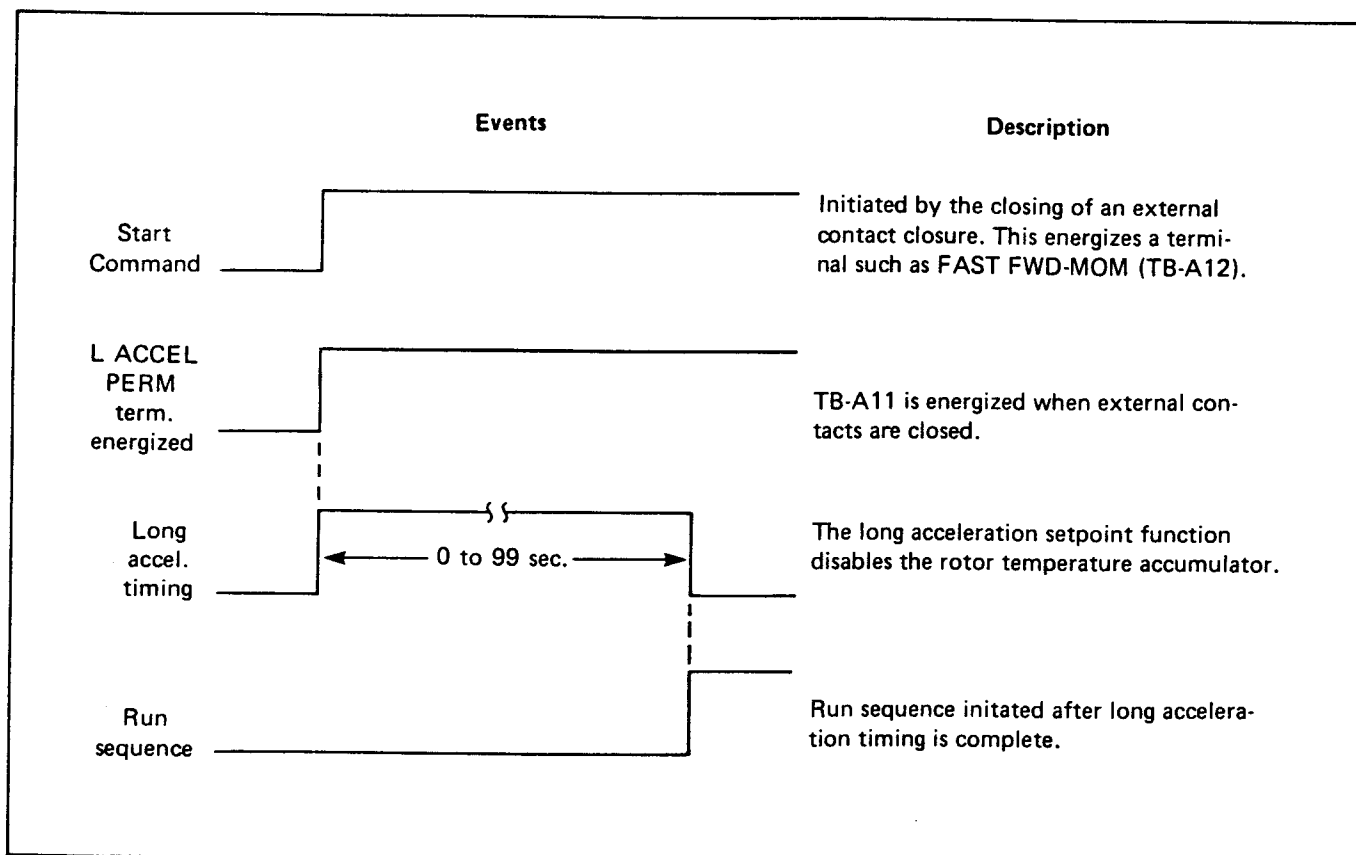 Events
Description
Start
Command
Initiated by the closing of an external
contact closure. This energizes a termi-
nal such as FAST FWD-MOM (TB-A12).
L ACCEL
PERM
term.
energized
TB-A11 is energized when external con-
tacts are closed.
Long
accel.
timing
0 to 99 sec.
The long acceleration setpoint function
disables the rotor temperature accumulator.
Run
sequence
Run sequence initated after long accelera-
tion timing is complete.